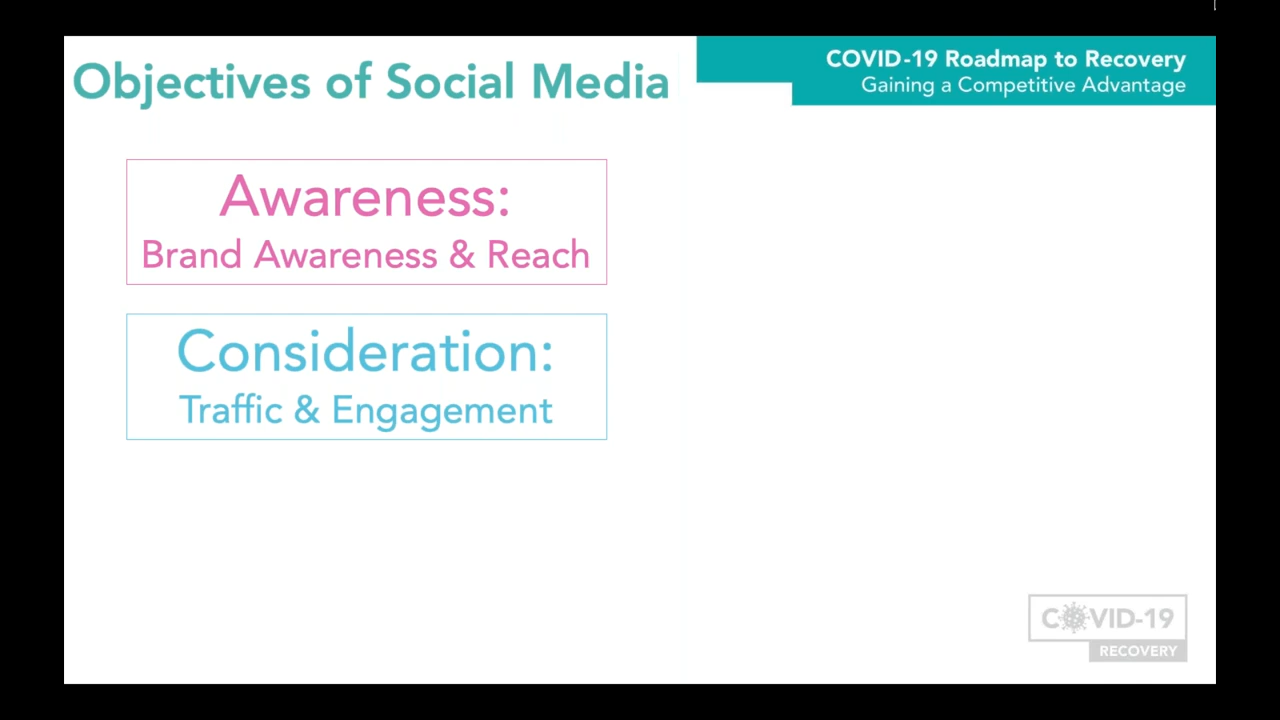 Objectives of Social Media
COVID-19 Roadmap to Recovery
Gaining a Competitive Advantage
Awareness:
Brand Awareness & Reach
Consideration:
Traffic & Engagement
COVID-19
RECOVERY